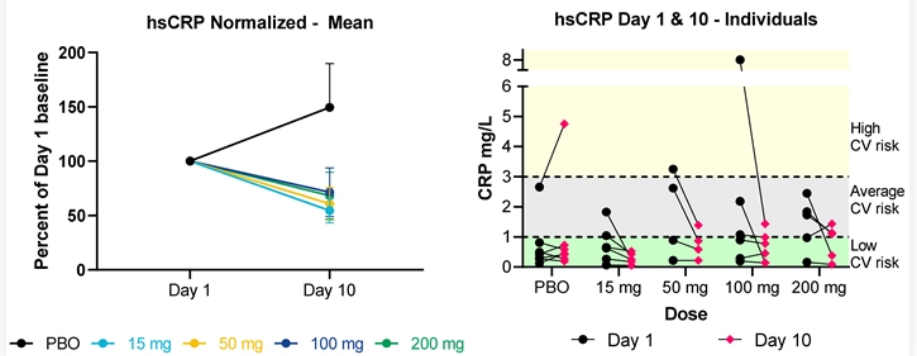 hsCRP Normalized - Mean
Percent of Day 1 baseline
200
150
100
50
0
Day 1
Day 10
PBO
15 mg
50 mg
100 mg
200 mg
hsCRP Day 1 & 10 - Individuals
CRP mg/L
8
6
5
4
3
2
1
0
High
CV risk
Average
CV risk
Low
CV risk
PBO
15 mg
50 mg
100 mg
200 mg
Dose
Day 1
Day 10